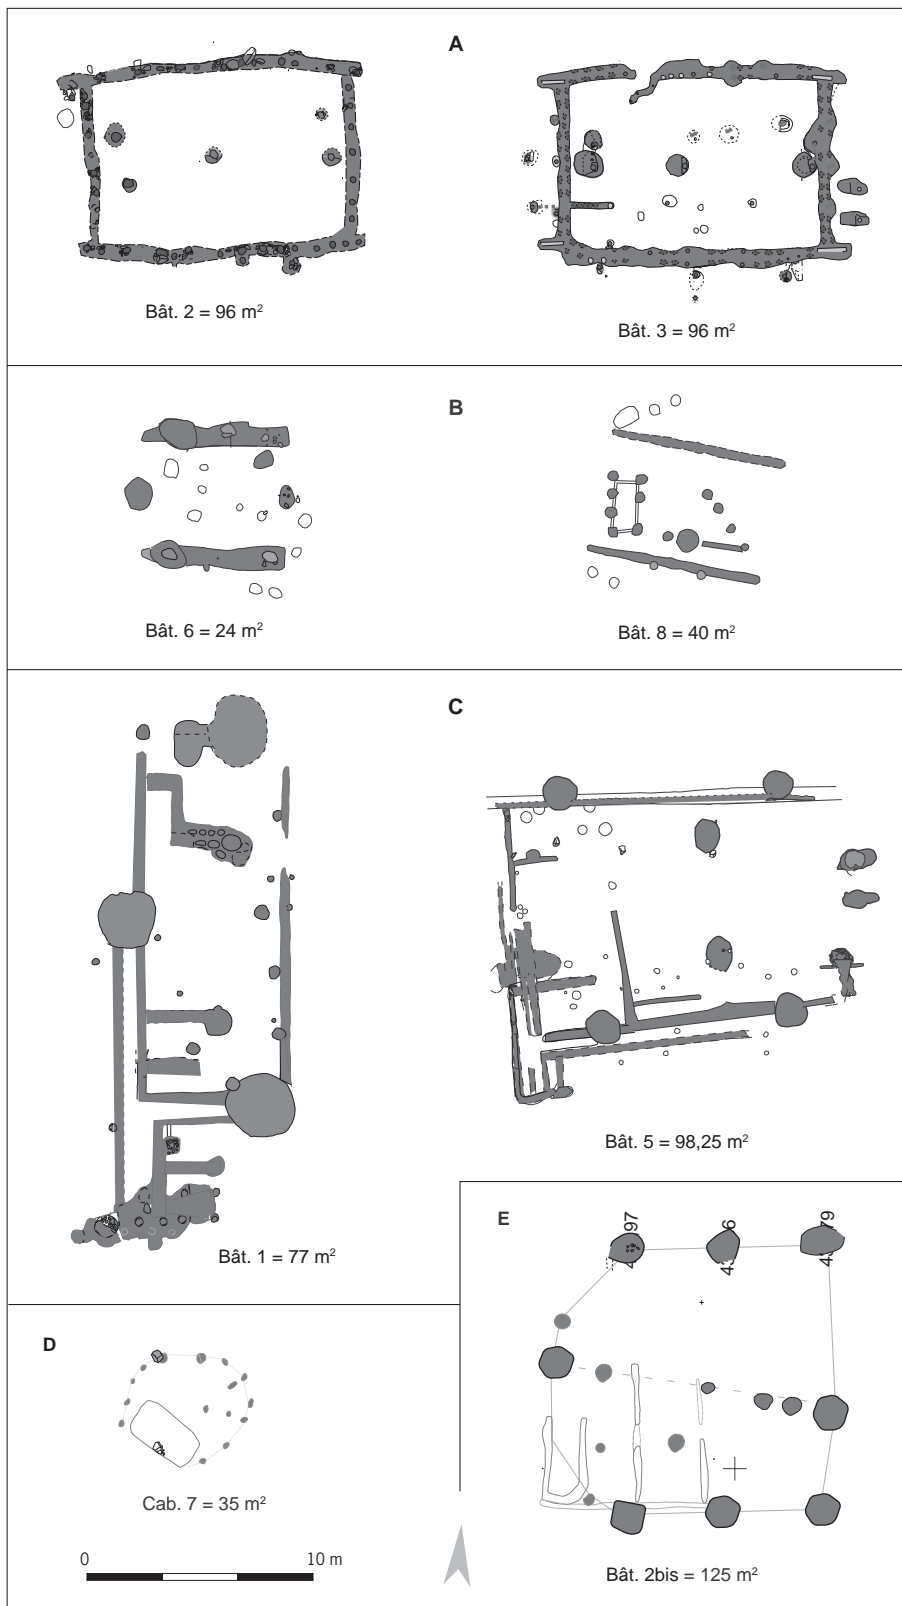 A
Bât. 2 = 96 m²
Bât. 3 = 96 m²
B
Bât. 6 = 24 m²
Bât. 8 = 40 m²
C
Bât. 5 = 98,25 m²
Bât. 1 = 77 m²
E
D
Cab. 7 = 35 m²
0 10 m
Bât. 2bis = 125 m²